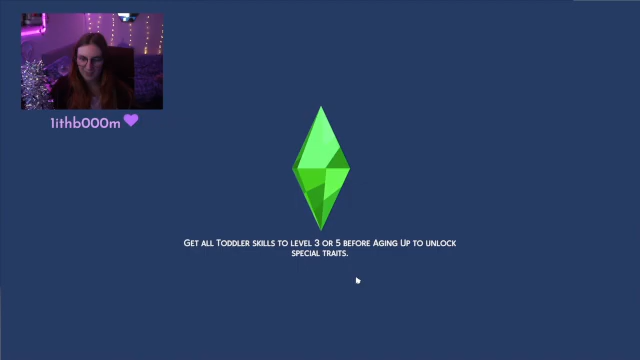 1ithb000m
Get all Toddler skills to level 3 or 5 before Aging Up to unlock
special traits.